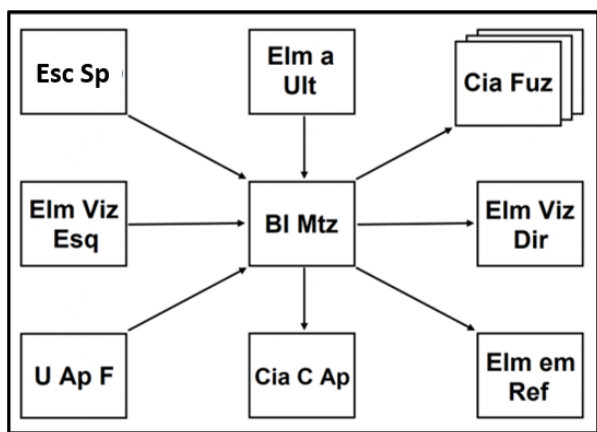 Esc Sp
Elm a
Ult
Cia Fuz
Elm Viz
Esq
Bl Mtz
Elm Viz
Dir
U Ap F
Cia C Ap
Elm em
Ref